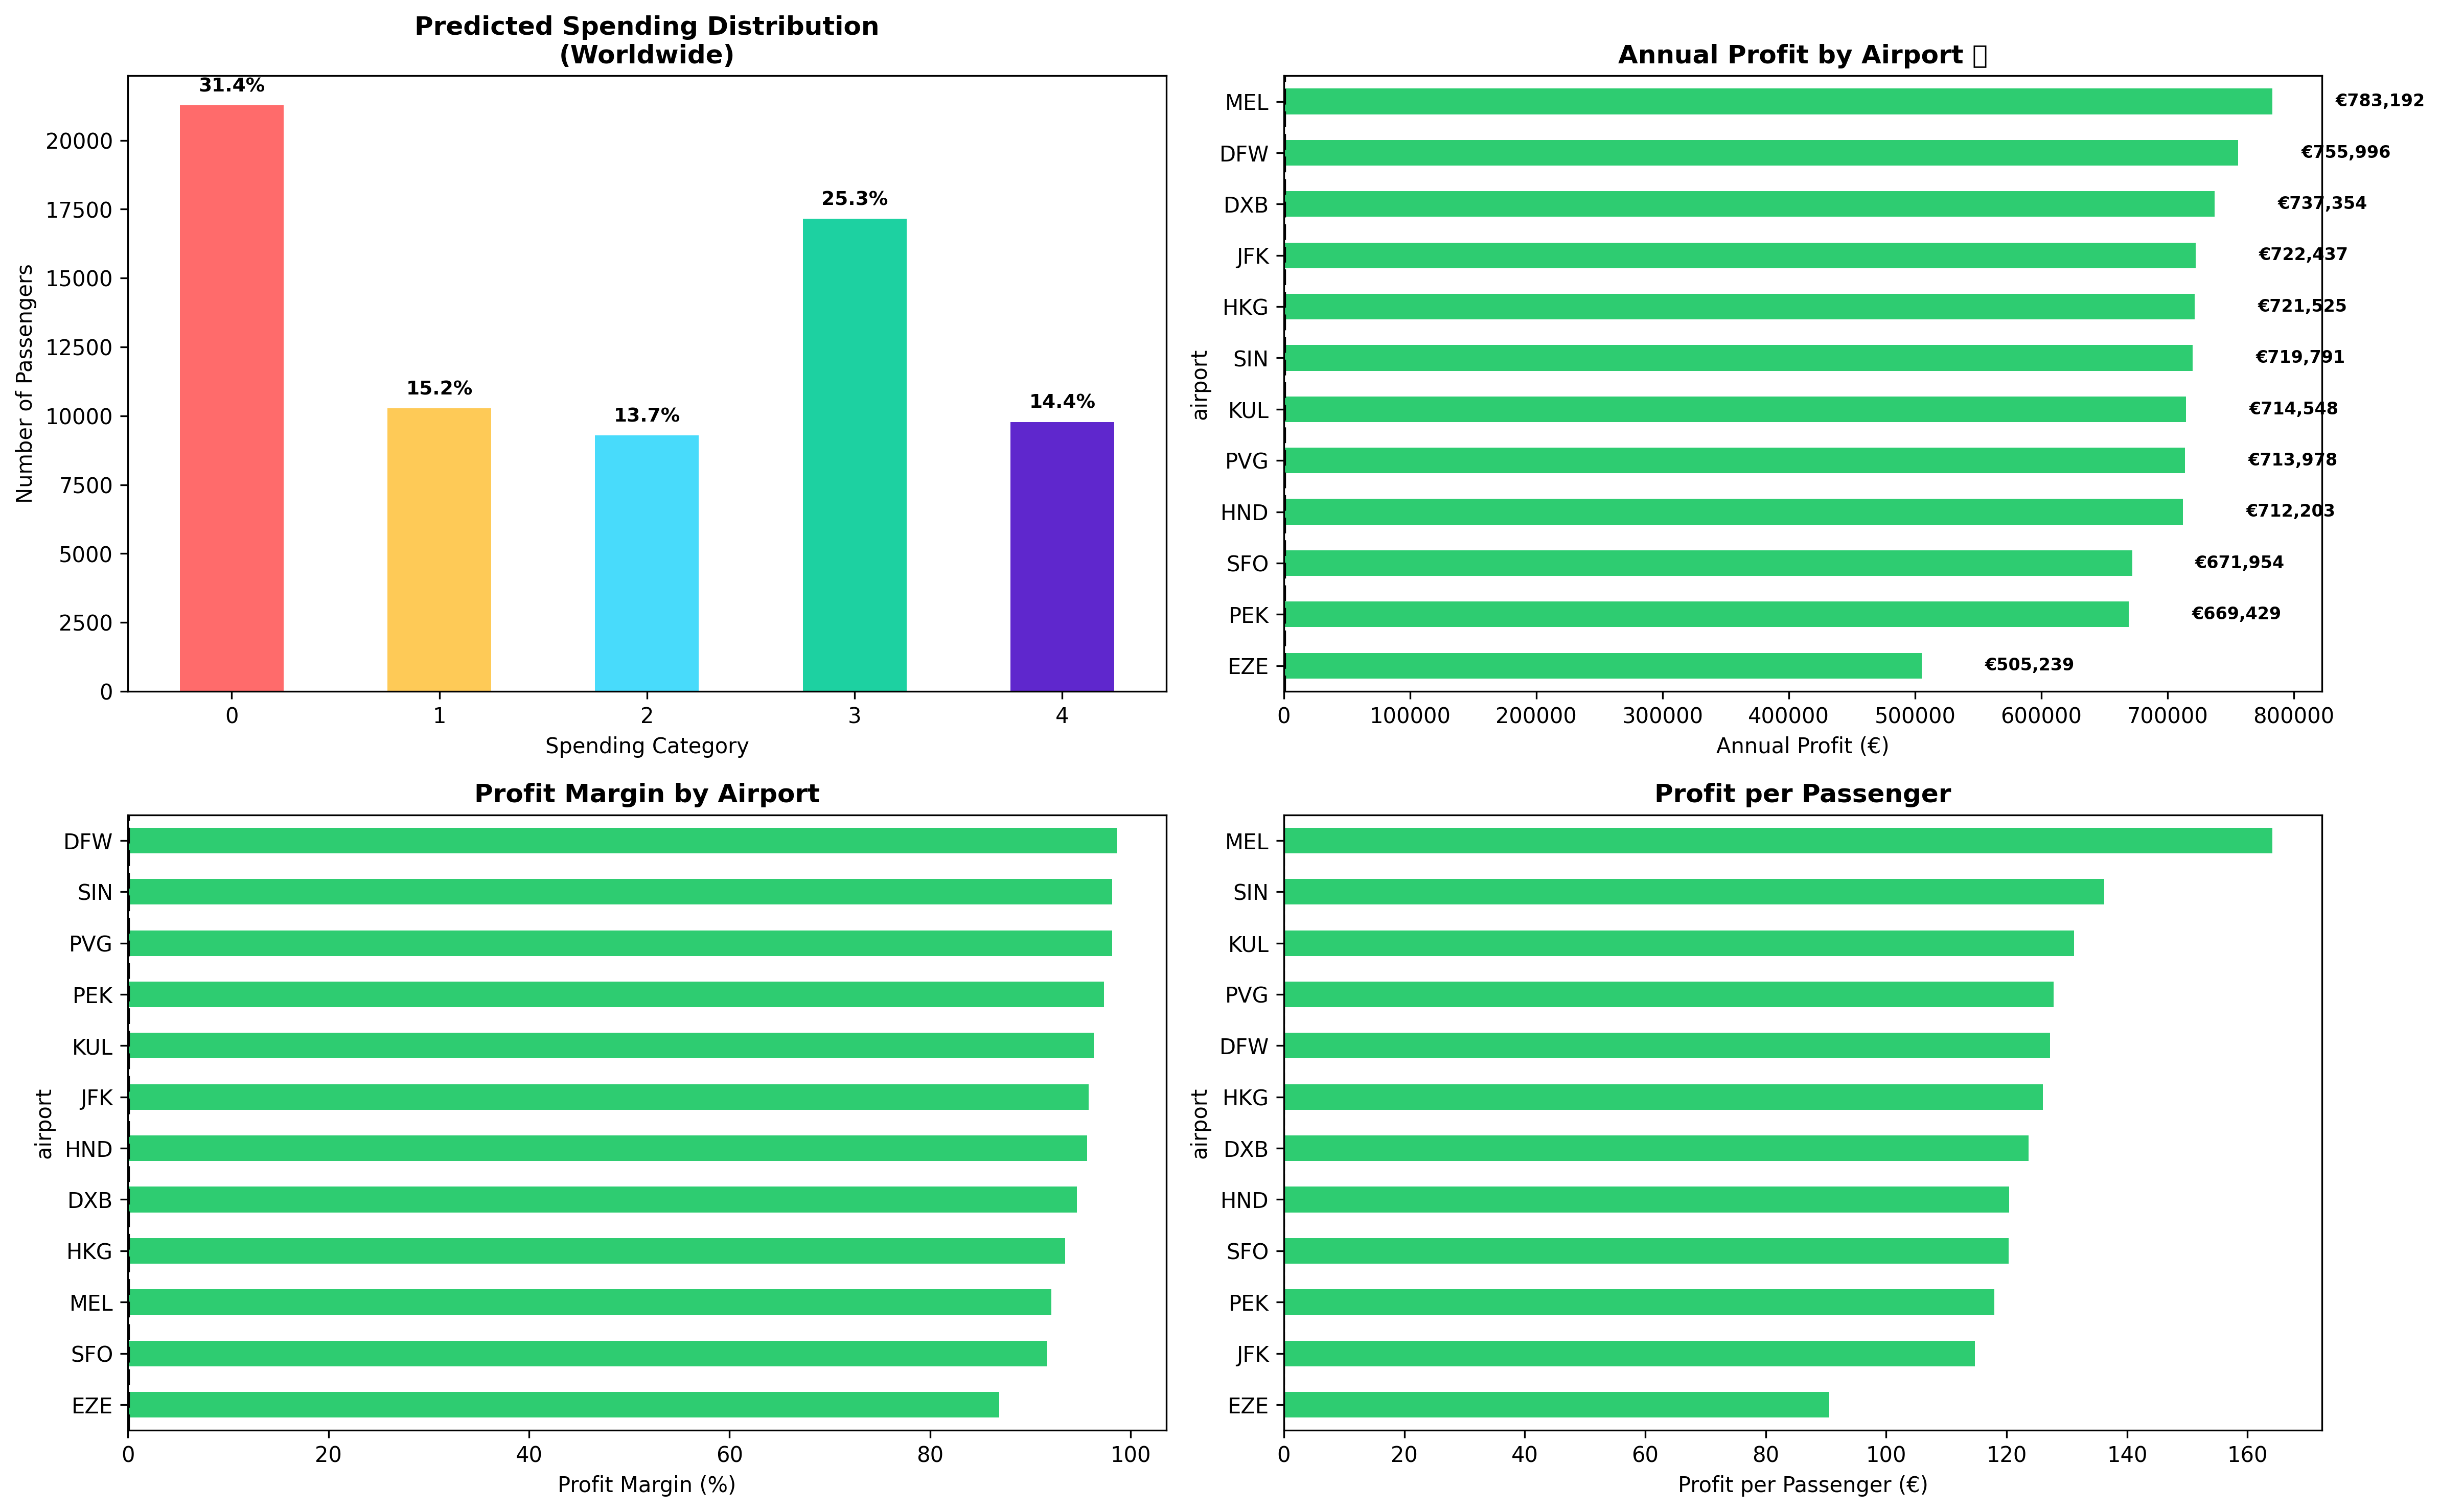 Predicted Spending Distribution
(Worldwide)
Number of Passengers
20000
17500
15000
12500
10000
7500
5000
2500
0
31.4%
15.2%
13.7%
25.3%
14.4%
0 1 2 3 4
Spending Category
Annual Profit by Airport
airport
MEL €783,192
DFW €755,996
DXB €737,354
JFK €722,437
HKG €721,525
SIN €719,791
KUL €714,548
PVG €713,978
HND €712,203
SFO €671,954
PEK €669,429
EZE €505,239
0 100000 200000 300000 400000 500000 600000 700000 800000
Annual Profit (€)
Profit Margin by Airport
airport
DFW
SIN
PVG
PEK
KUL
JFK
HND
DXB
HKG
MEL
SFO
EZE
0 20 40 60 80 100
Profit Margin (%)
Profit per Passenger
airport
MEL
SIN
KUL
PVG
DFW
HKG
DXB
HND
SFO
PEK
JFK
EZE
0 20 40 60 80 100 120 140 160
Profit per Passenger (€)